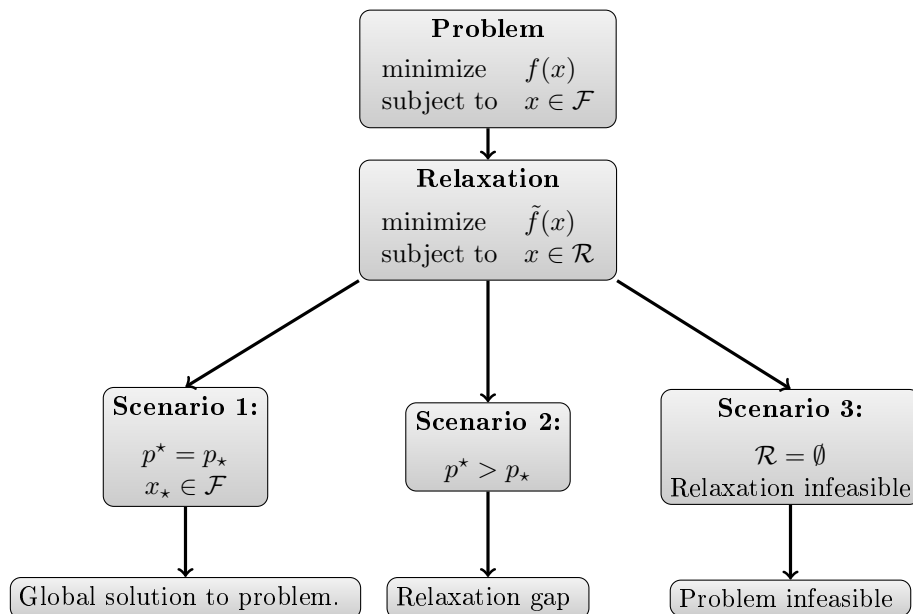 Problem
minimize f(x)
subject to x ∈ ℱ
Relaxation
minimize f̃(x)
subject to x ∈ ℛ
Scenario 1:
p⋆ = p⋆
x⋆ ∈ ℱ
Scenario 2:
p⋆ > p⋆
Scenario 3:
ℛ = ∅
Relaxation infeasible
Global solution to problem.
Relaxation gap
Problem infeasible